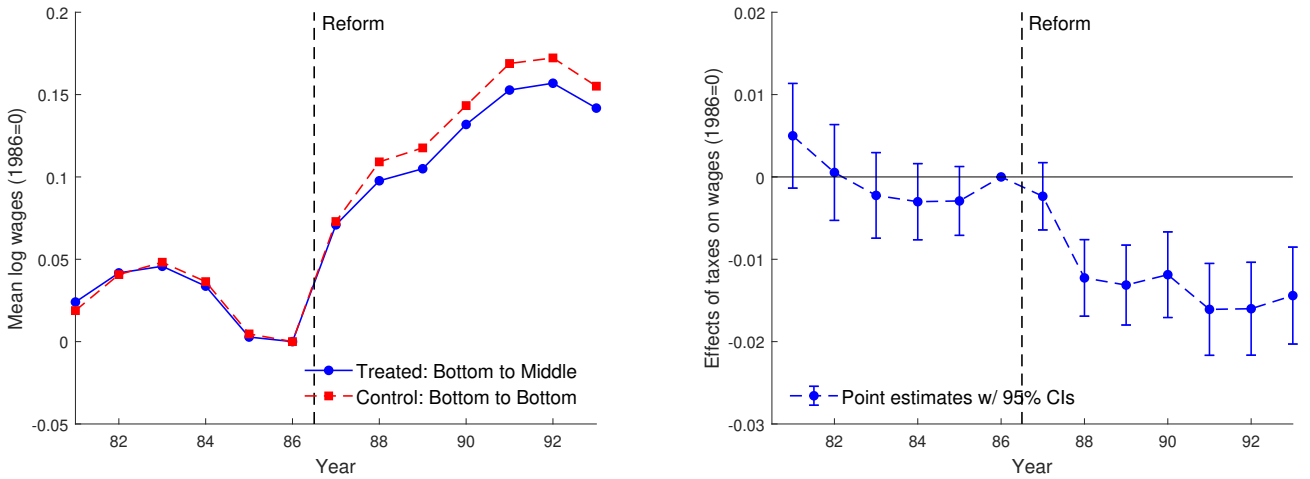 Mean log wages (1986=0)
0.2
0.15
0.1
0.05
0
-0.05
Reform
Treated: Bottom to Middle
Control: Bottom to Bottom
82
84
86
88
90
92
Year
Effects of taxes on wages (1986=0)
0.02
0.01
0
-0.01
-0.02
-0.03
Reform
Point estimates w/ 95% CIs
82
84
86
88
90
92
Year